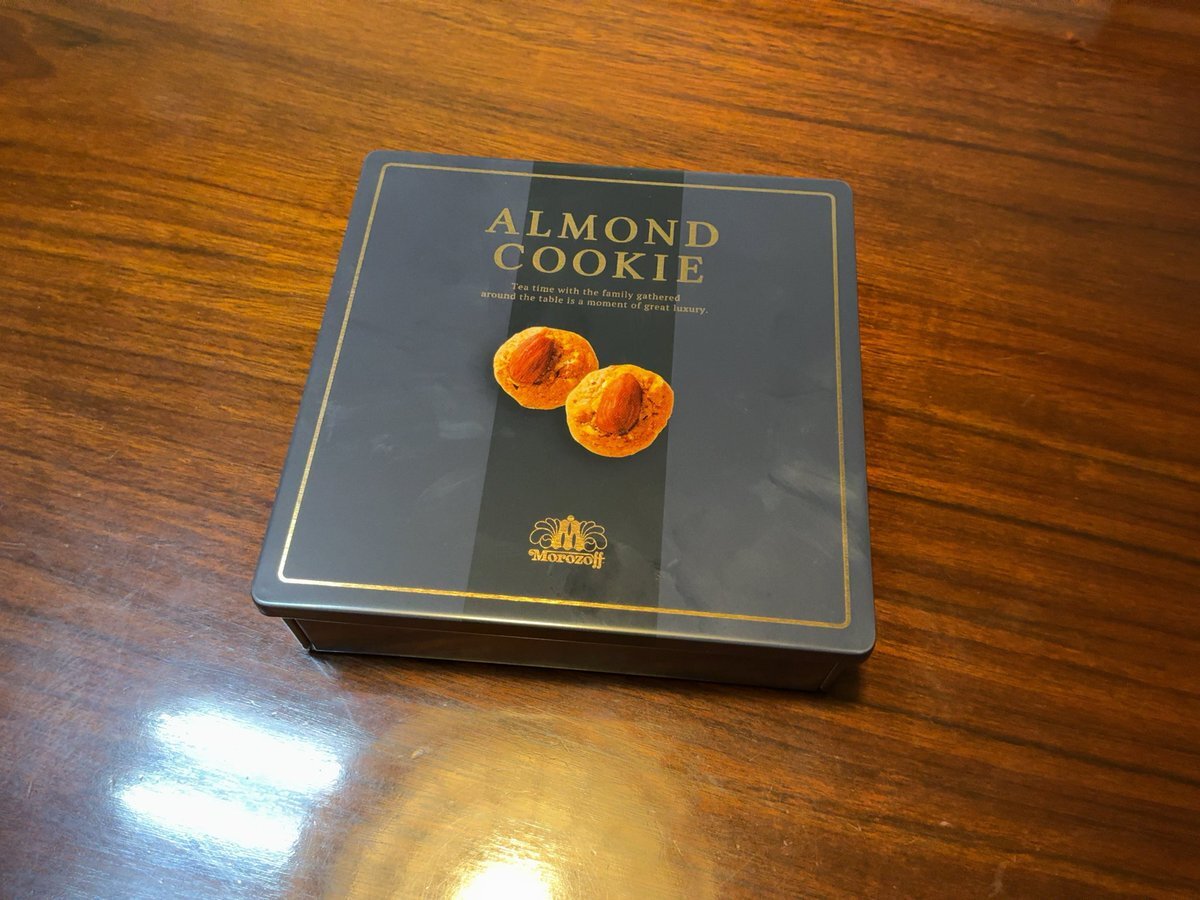 ALMOND
COOKIE
Tea time with the family gathered
around the table is a moment of great luxury.
Morozoff